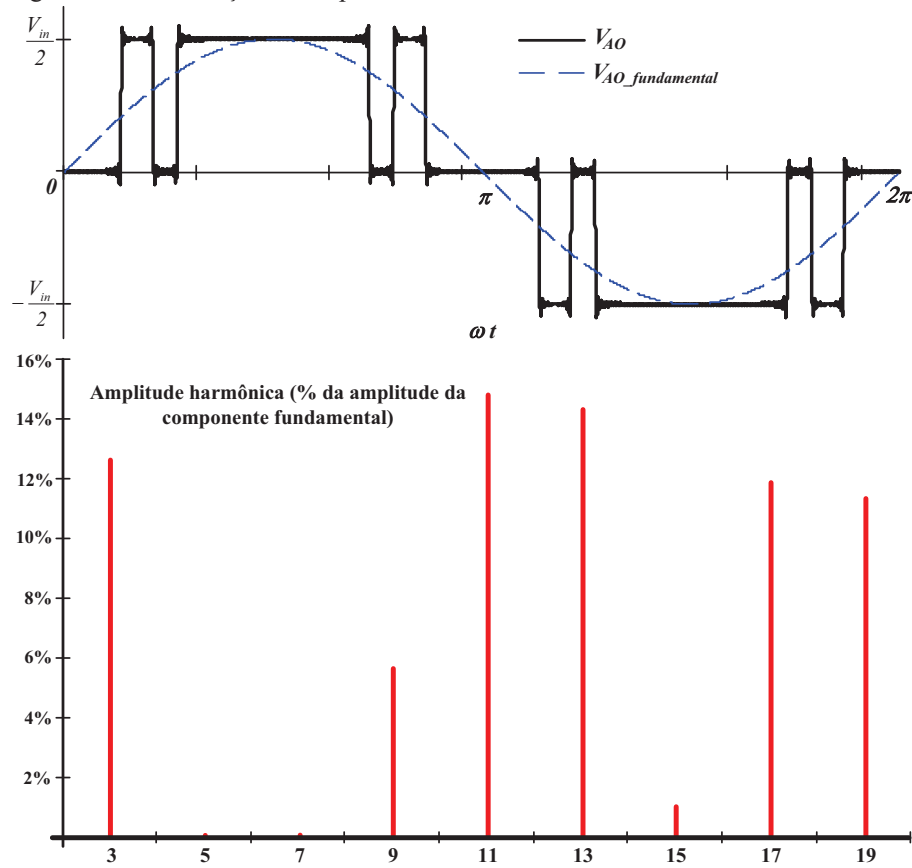 V_in
2
V_AO
V_AO_fundamental
0
π
2π
V_in
− 2
ω t
16%
Amplitude harmônica (% da amplitude da
componente fundamental)
14%
12%
10%
8%
6%
4%
2%
3 5 7 9 11 13 15 17 19